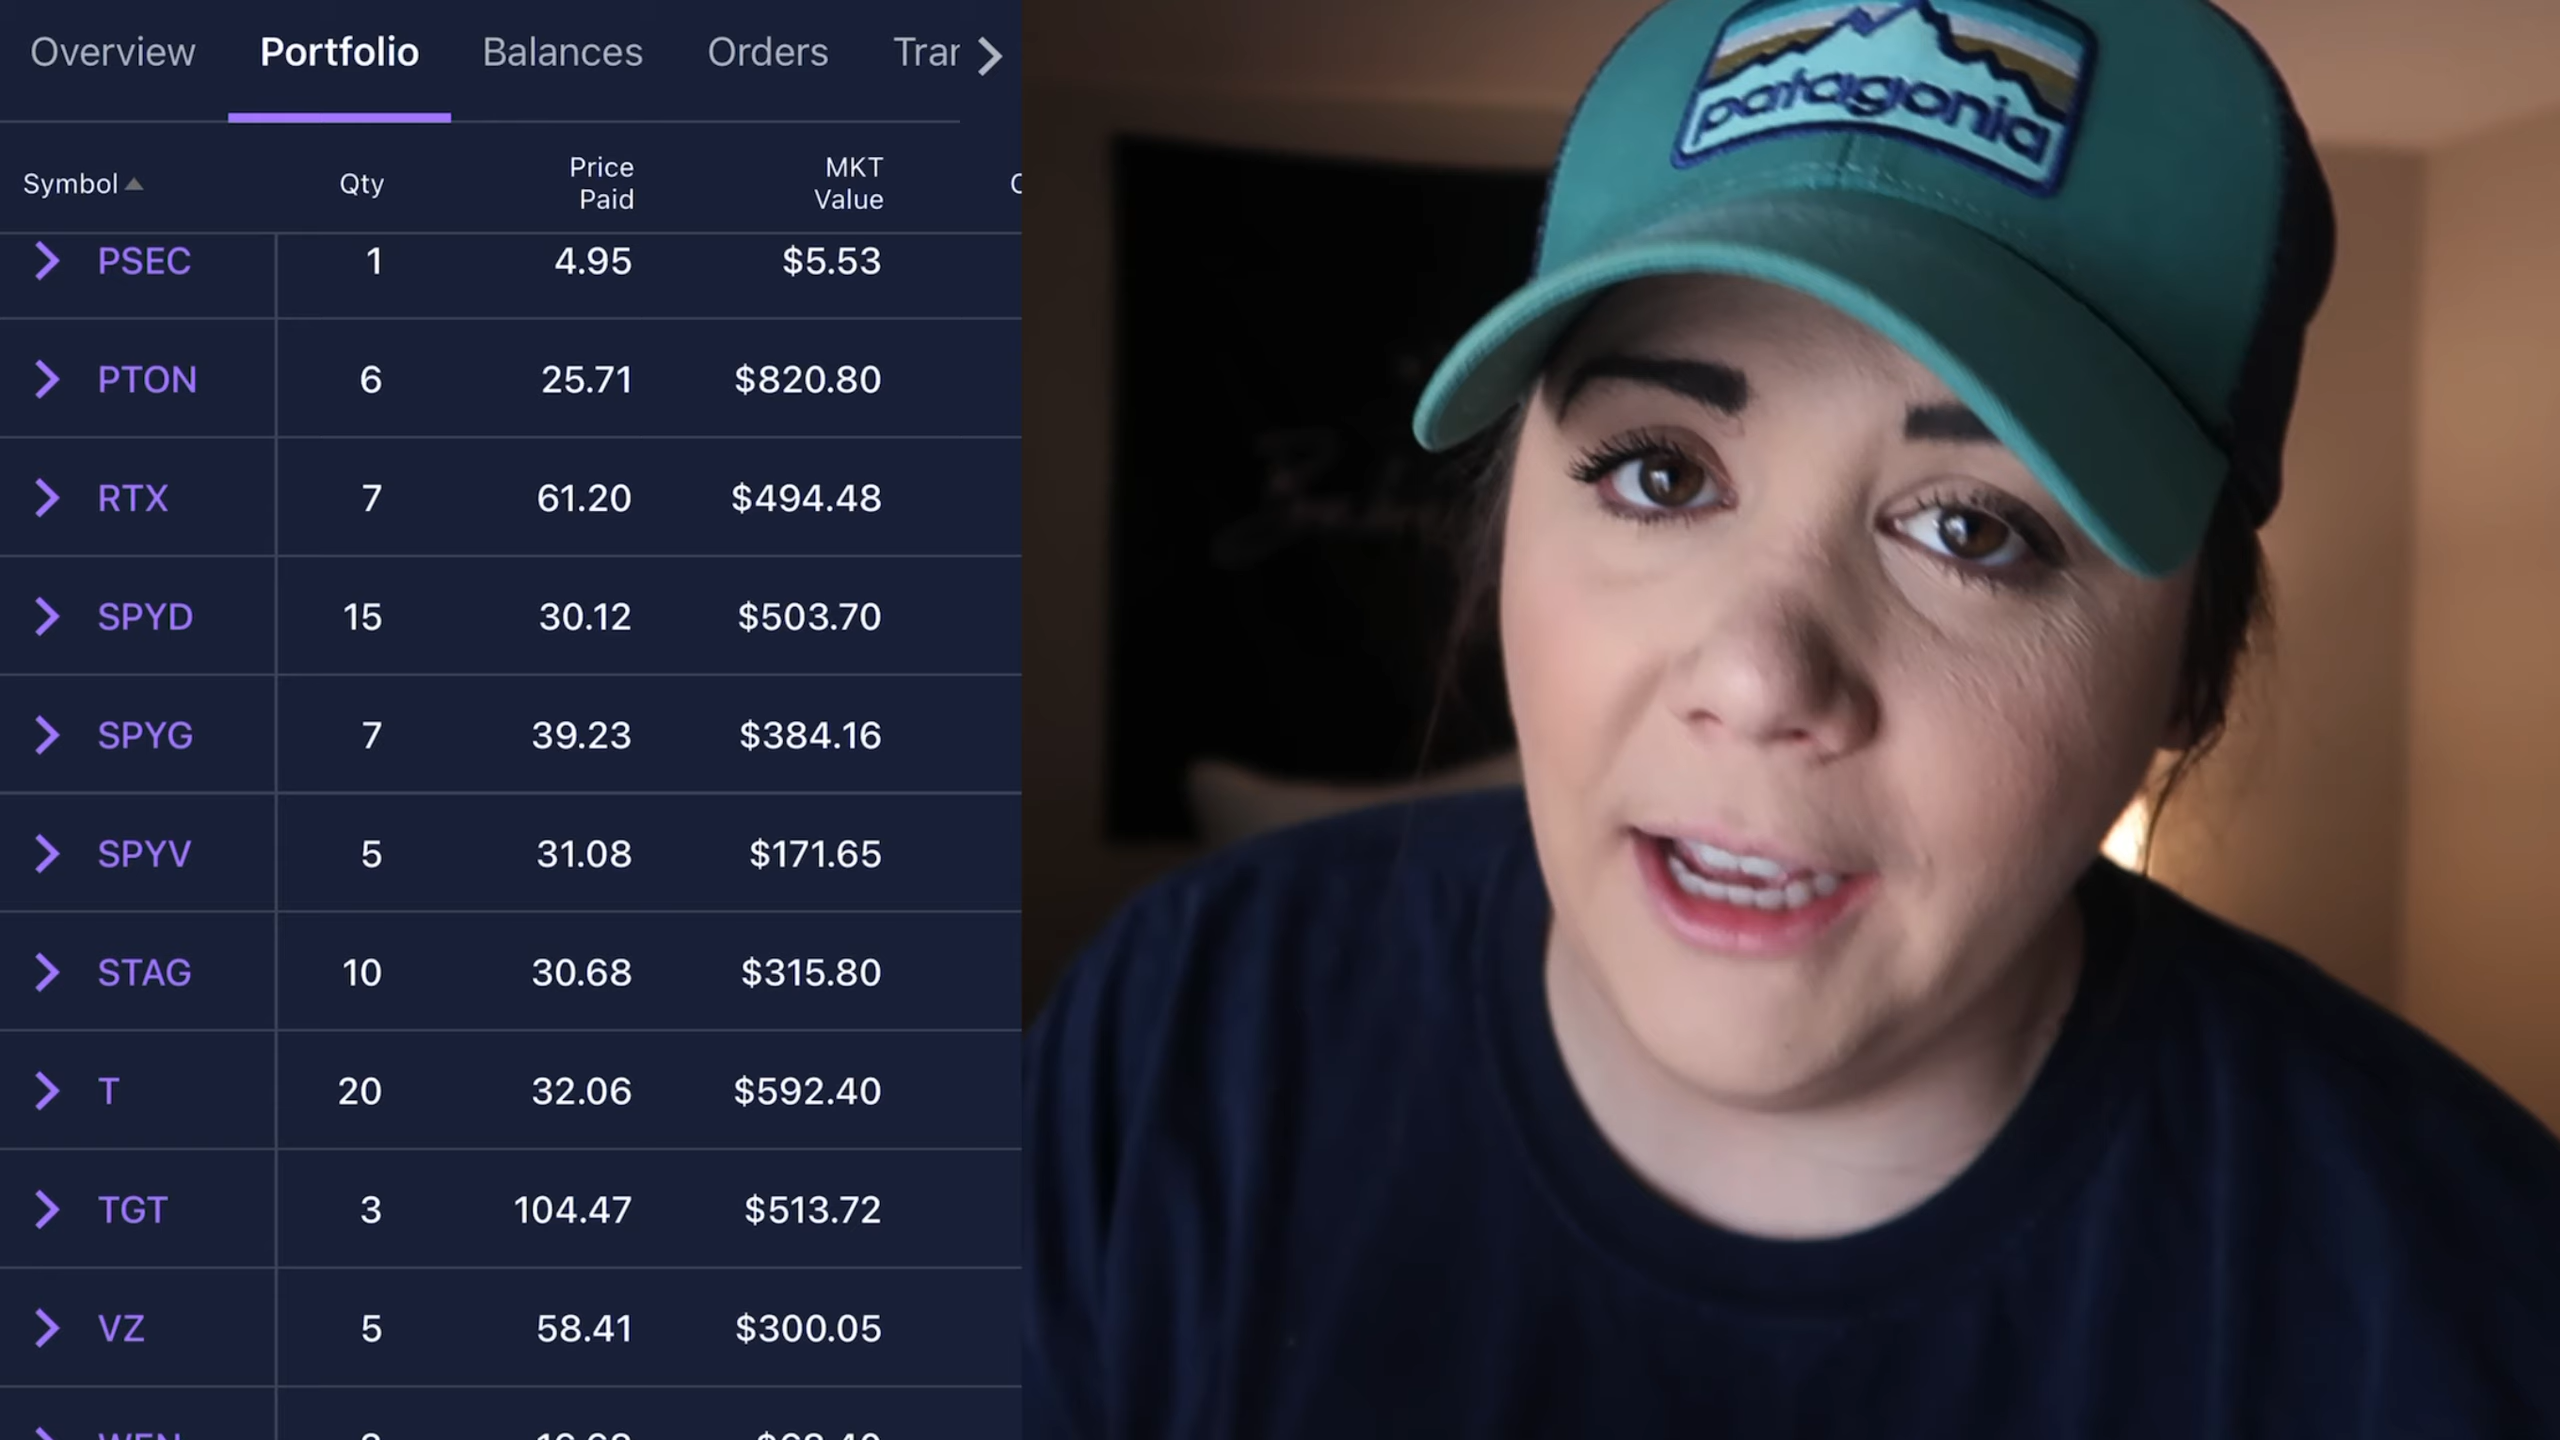 Overview Portfolio Balances Orders
Symbol Qty Price Paid MKT Value
PSEC 1 4.95 $5.53
PTON 6 25.71 $820.80
RTX 7 61.20 $494.48
SPYD 15 30.12 $503.70
SPYG 7 39.23 $384.16
SPYV 5 31.08 $171.65
STAG 10 30.68 $315.80
T 20 32.06 $592.40
TGT 3 104.47 $513.72
VZ 5 58.41 $300.05
patagonia